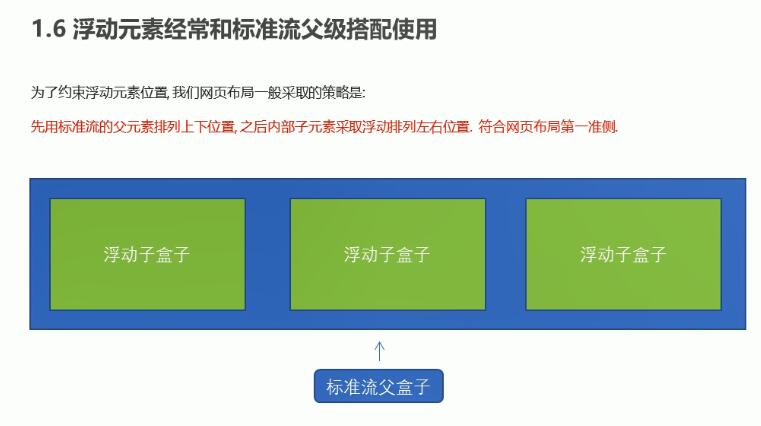 1.6 浮动元素经常和标准流父级搭配使用
为了约束浮动元素位置, 我们网页布局一般采取的策略是:
先用标准流的父元素排列上下位置, 之后内部子元素采取浮动排列左右位置. 符合网页布局第一准侧.
浮动子盒子
浮动子盒子
浮动子盒子
标准流父盒子